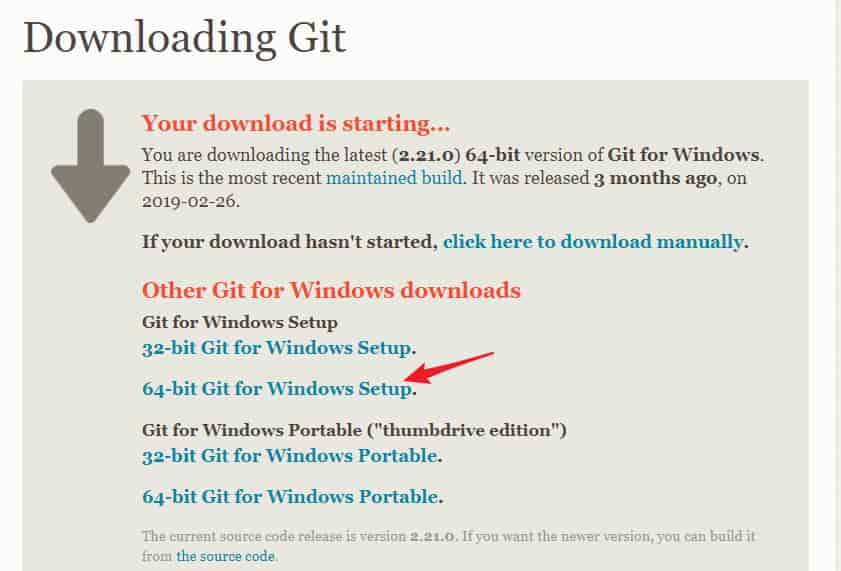 Downloading Git
Your download is starting...
You are downloading the latest (2.21.0) 64-bit version of Git for Windows.
This is the most recent maintained build. It was released 3 months ago, on
2019-02-26.
If your download hasn't started, click here to download manually.
Other Git for Windows downloads
Git for Windows Setup
32-bit Git for Windows Setup.
64-bit Git for Windows Setup.
Git for Windows Portable ("thumbdrive edition")
32-bit Git for Windows Portable.
64-bit Git for Windows Portable.
The current source code release is version 2.21.0. If you want the newer version, you can build it
from the source code.